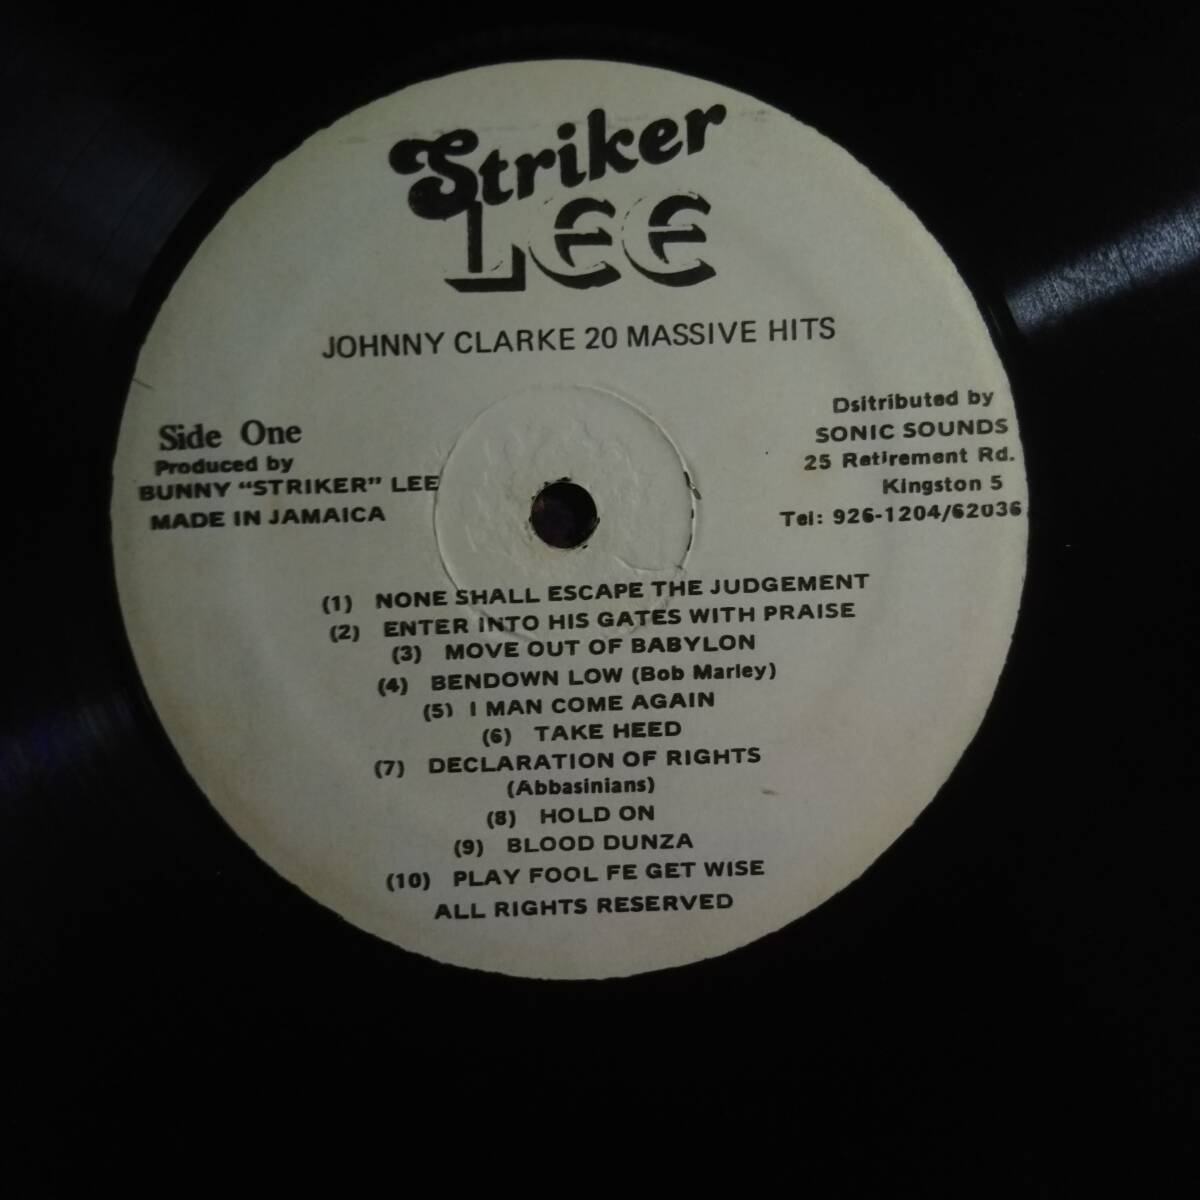 Striker
LEE
JOHNNY CLARKE 20 MASSIVE HITS
Side One
Produced by
BUNNY "STRIKER" LEE
MADE IN JAMAICA
Dsitributed by
SONIC SOUNDS
25 Retirement Rd.
Kingston 5
Tel: 926-1204/62036
(1) NONE SHALL ESCAPE THE JUDGEMENT
(2) ENTER INTO HIS GATES WITH PRAISE
(3) MOVE OUT OF BABYLON
(4) BENDOWN LOW (Bob Marley)
(5) I MAN COME AGAIN
(6) TAKE HEED
(7) DECLARATION OF RIGHTS
(Abbasinians)
(8) HOLD ON
(9) BLOOD DUNZA
(10) PLAY FOOL FE GET WISE
ALL RIGHTS RESERVED